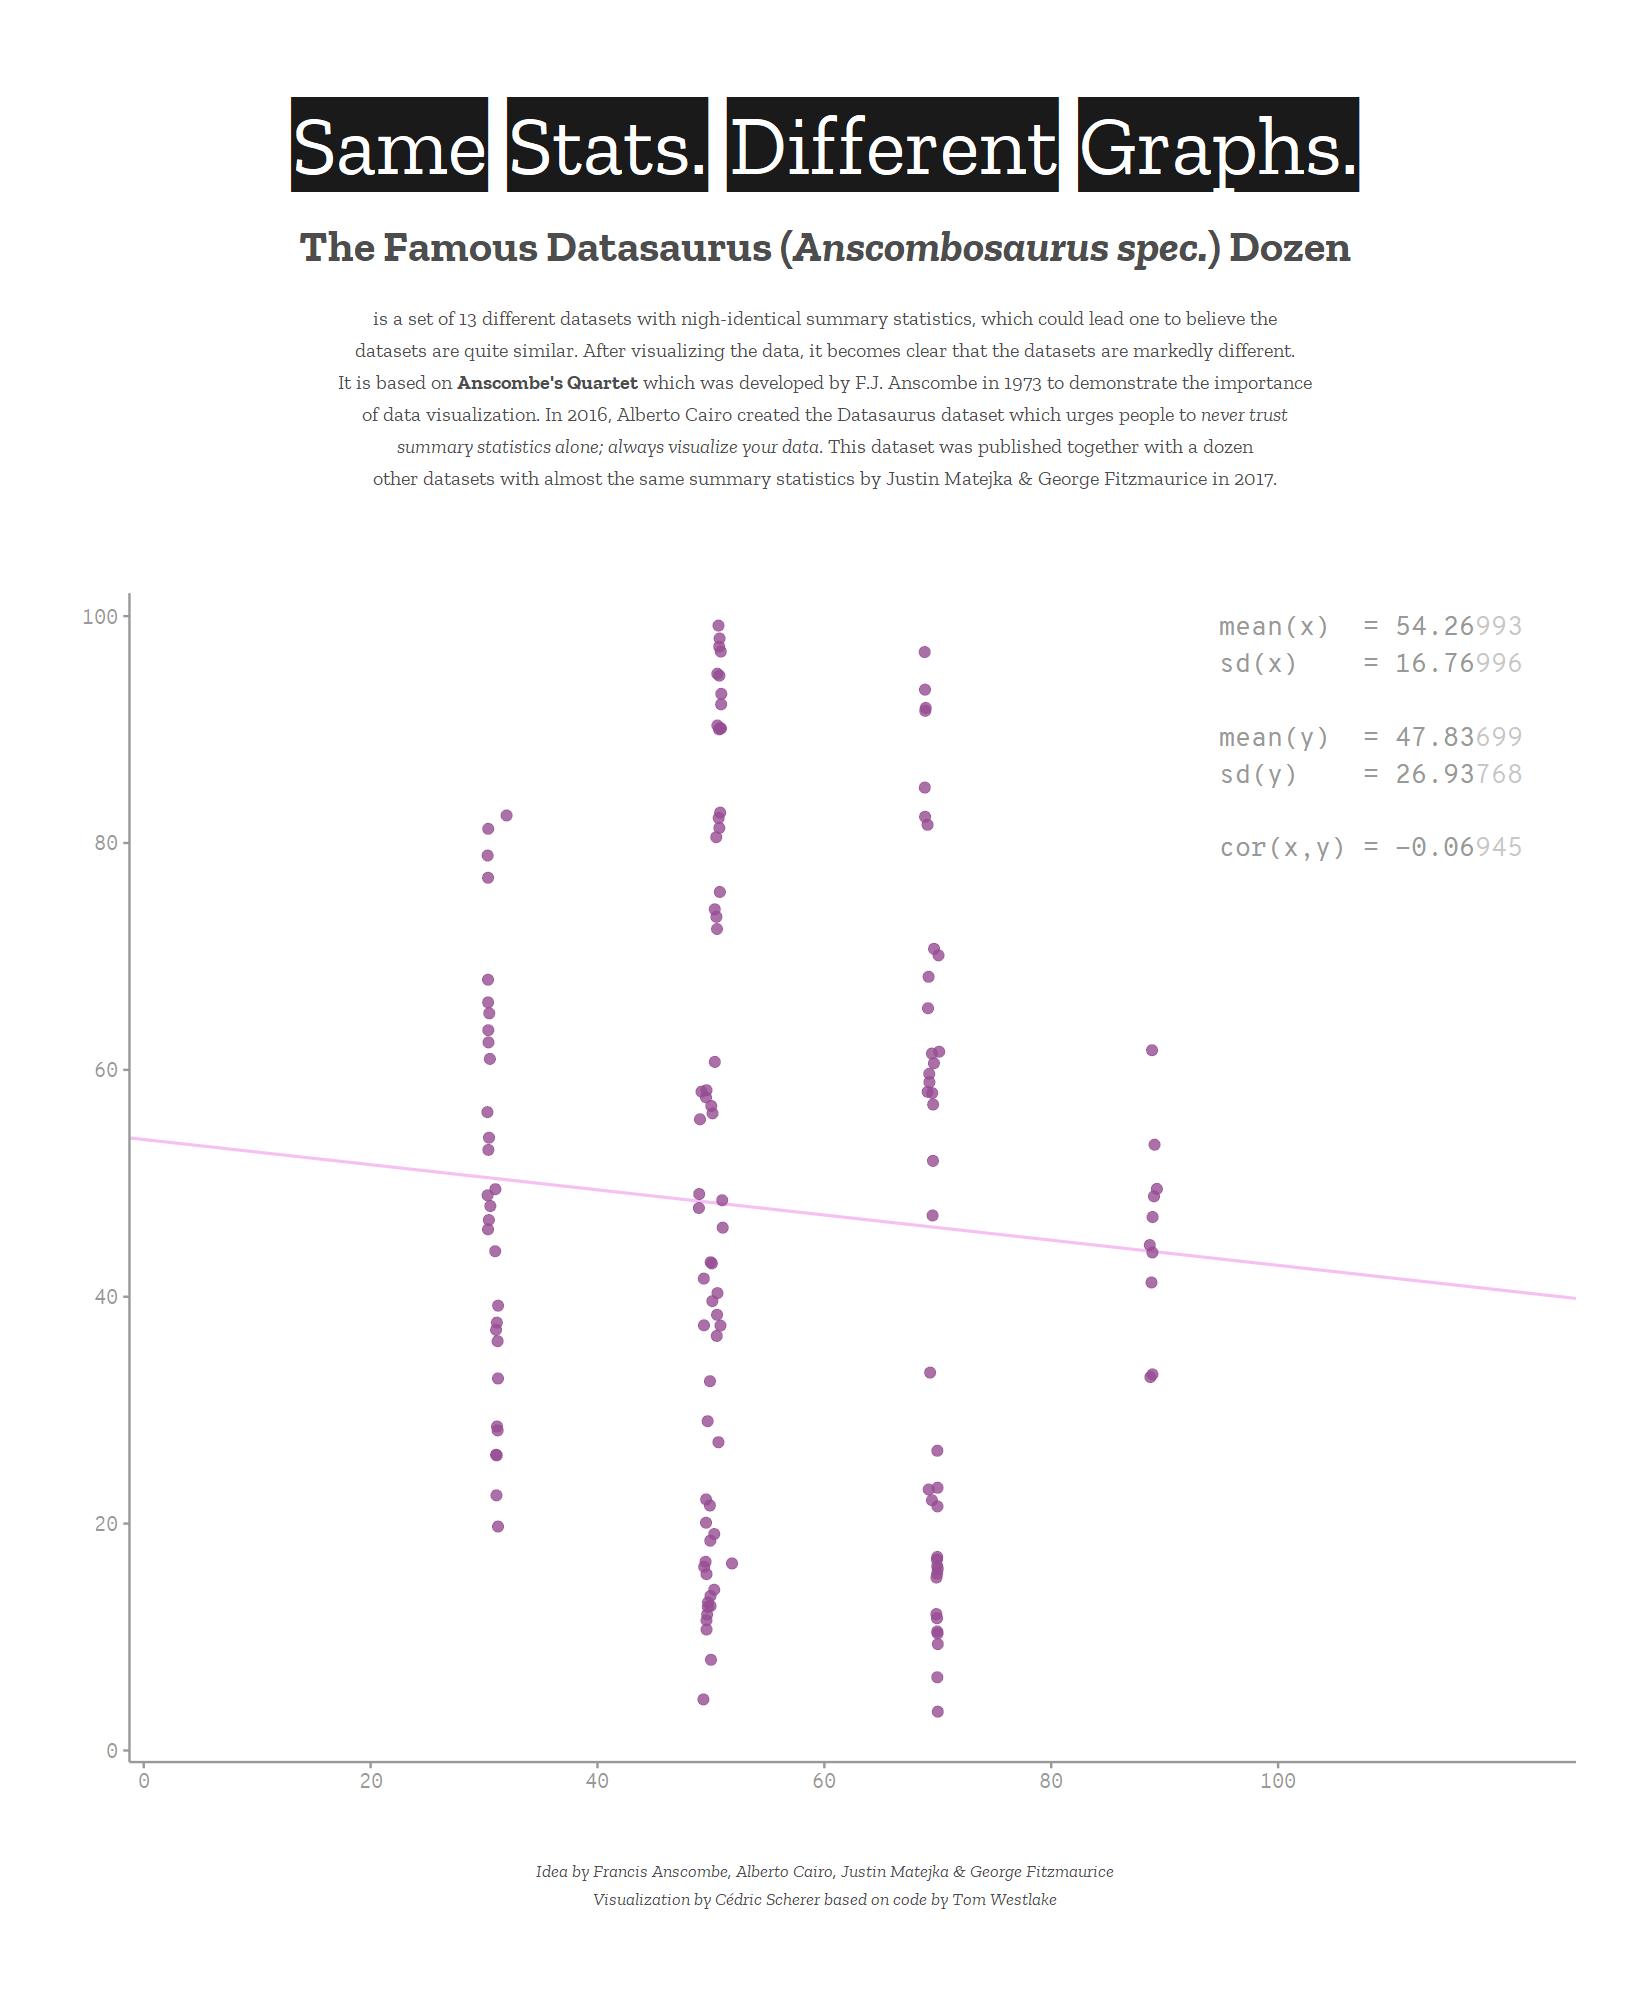 Same Stats. Different Graphs.
The Famous Datasaurus (Anscombosaurus spec.) Dozen
is a set of 13 different datasets with nigh-identical summary statistics, which could lead one to believe the
datasets are quite similar. After visualizing the data, it becomes clear that the datasets are markedly different.
It is based on Anscombe's Quartet which was developed by F.J. Anscombe in 1973 to demonstrate the importance
of data visualization. In 2016, Alberto Cairo created the Datasaurus dataset which urges people to never trust
summary statistics alone; always visualize your data. This dataset was published together with a dozen
other datasets with almost the same summary statistics by Justin Matejka & George Fitzmaurice in 2017.
mean(x) = 54.26993
sd(x) = 16.76996
mean(y) = 47.83699
sd(y) = 26.93768
cor(x,y) = −0.06945
100
80
60
40
20
0
0 20 40 60 80 100
Idea by Francis Anscombe, Alberto Cairo, Justin Matejka & George Fitzmaurice
Visualization by Cédric Scherer based on code by Tom Westlake